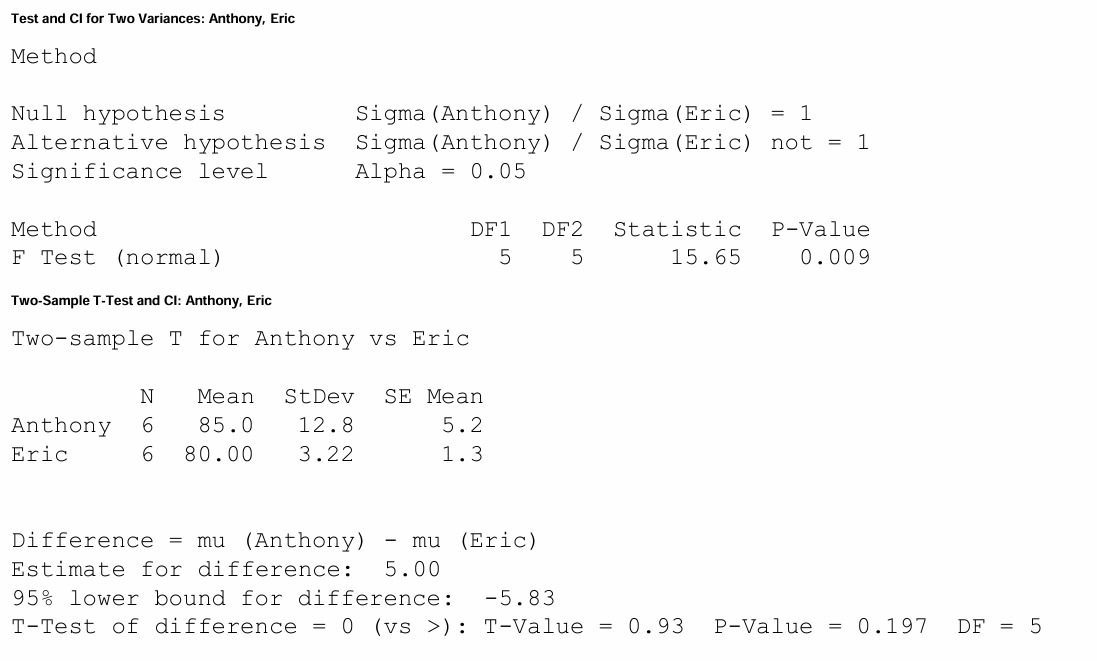 Test and CI for Two Variances: Anthony, Eric
Method
Null hypothesis Sigma(Anthony) / Sigma(Eric) = 1
Alternative hypothesis Sigma(Anthony) / Sigma(Eric) not = 1
Significance level Alpha = 0.05
Method DF1 DF2 Statistic P-Value
F Test (normal) 5 5 15.65 0.009
Two-Sample T-Test and CI: Anthony, Eric
Two-sample T for Anthony vs Eric
N Mean StDev SE Mean
Anthony 6 85.0 12.8 5.2
Eric 6 80.00 3.22 1.3
Difference = mu (Anthony) - mu (Eric)
Estimate for difference: 5.00
95% lower bound for difference: -5.83
T-Test of difference = 0 (vs >): T-Value = 0.93 P-Value = 0.197 DF = 5